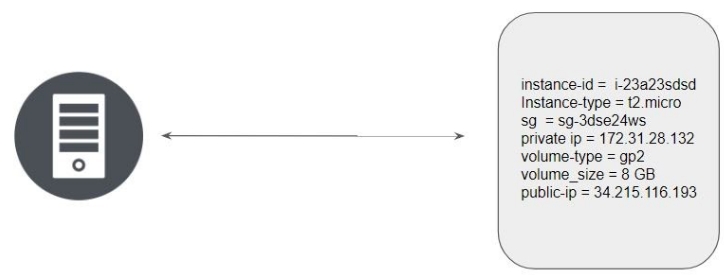 instance-id =  i-23a23sdsd
Instance-type = t2.micro
sg  = sg-3dse24ws
private ip = 172.31.28.132
volume-type = gp2
volume_size = 8 GB
public-ip = 34.215.116.193